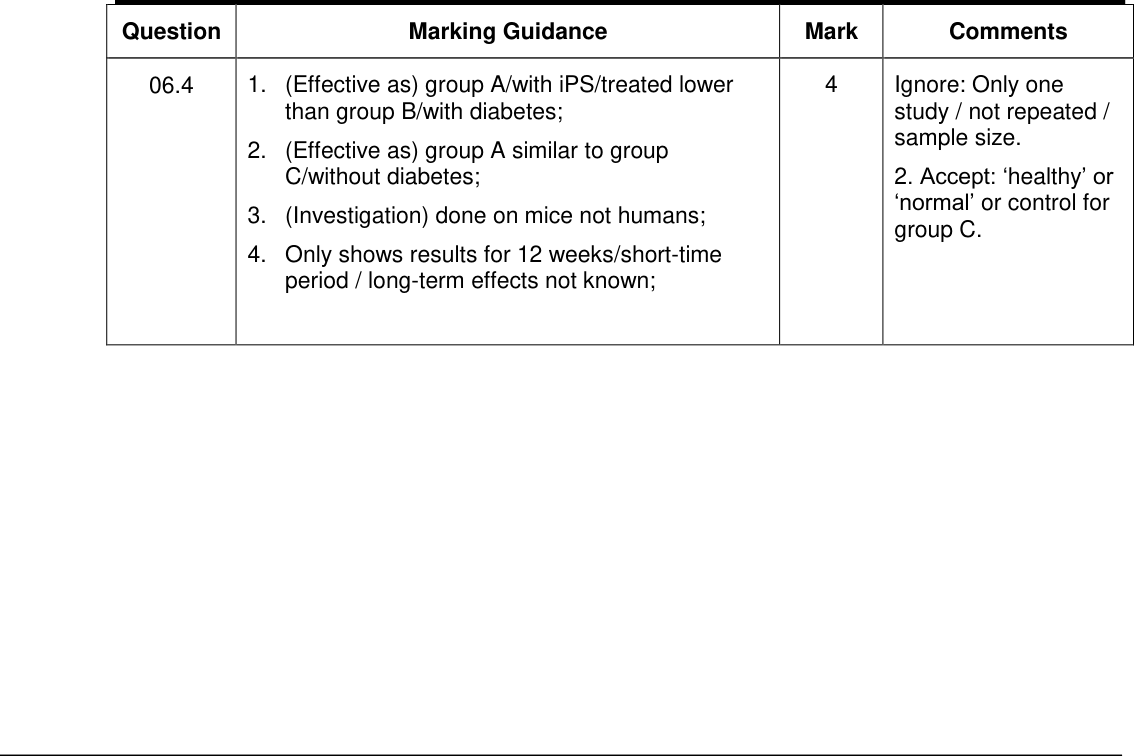 Question Marking Guidance Mark Comments
06.4
1. (Effective as) group A/with iPS/treated lower
than group B/with diabetes;
2. (Effective as) group A similar to group
C/without diabetes;
3. (Investigation) done on mice not humans;
4. Only shows results for 12 weeks/short-time
period / long-term effects not known;
4
Ignore: Only one
study / not repeated /
sample size.
2. Accept: ‘healthy’ or
‘normal’ or control for
group C.